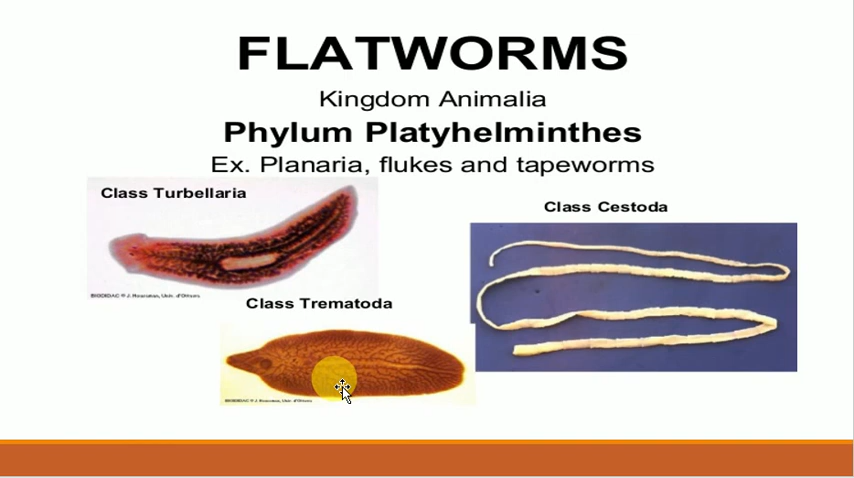 FLATWORMS
Kingdom Animalia
Phylum Platyhelminthes
Ex. Planaria, flukes and tapeworms
Class Turbellaria
Class Cestoda
Class Trematoda